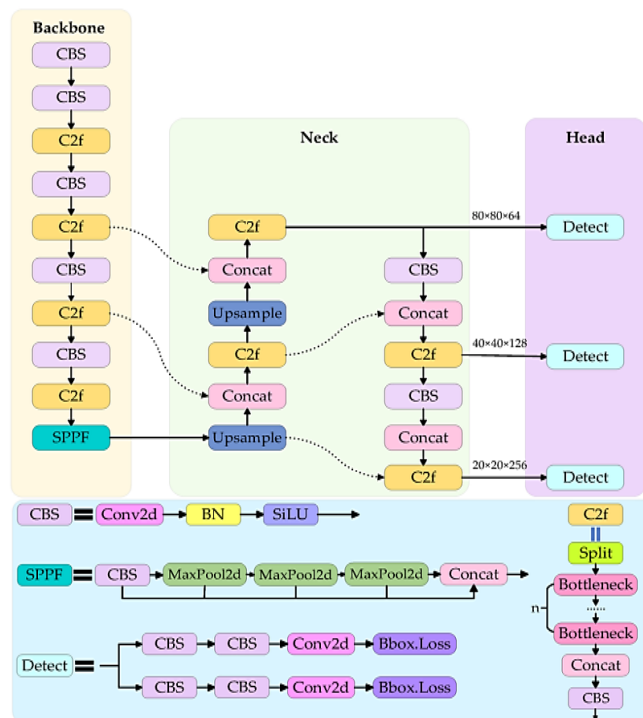 Backbone
CBS
CBS
C2f
CBS
C2f
CBS
C2f
CBS
C2f
SPPF
Neck
C2f
Concat
Upsample
C2f
Concat
Upsample
CBS
Concat
C2f
CBS
Concat
C2f
80×80×64
40×40×128
20×20×256
Head
Detect
Detect
Detect
CBS = Conv2d BN SiLU
SPPF = CBS MaxPool2d MaxPool2d MaxPool2d Concat
Detect =
CBS CBS Conv2d Bbox.Loss
CBS CBS Conv2d Bbox.Loss
C2f
Split
Bottleneck
n ......
Bottleneck
Concat
CBS